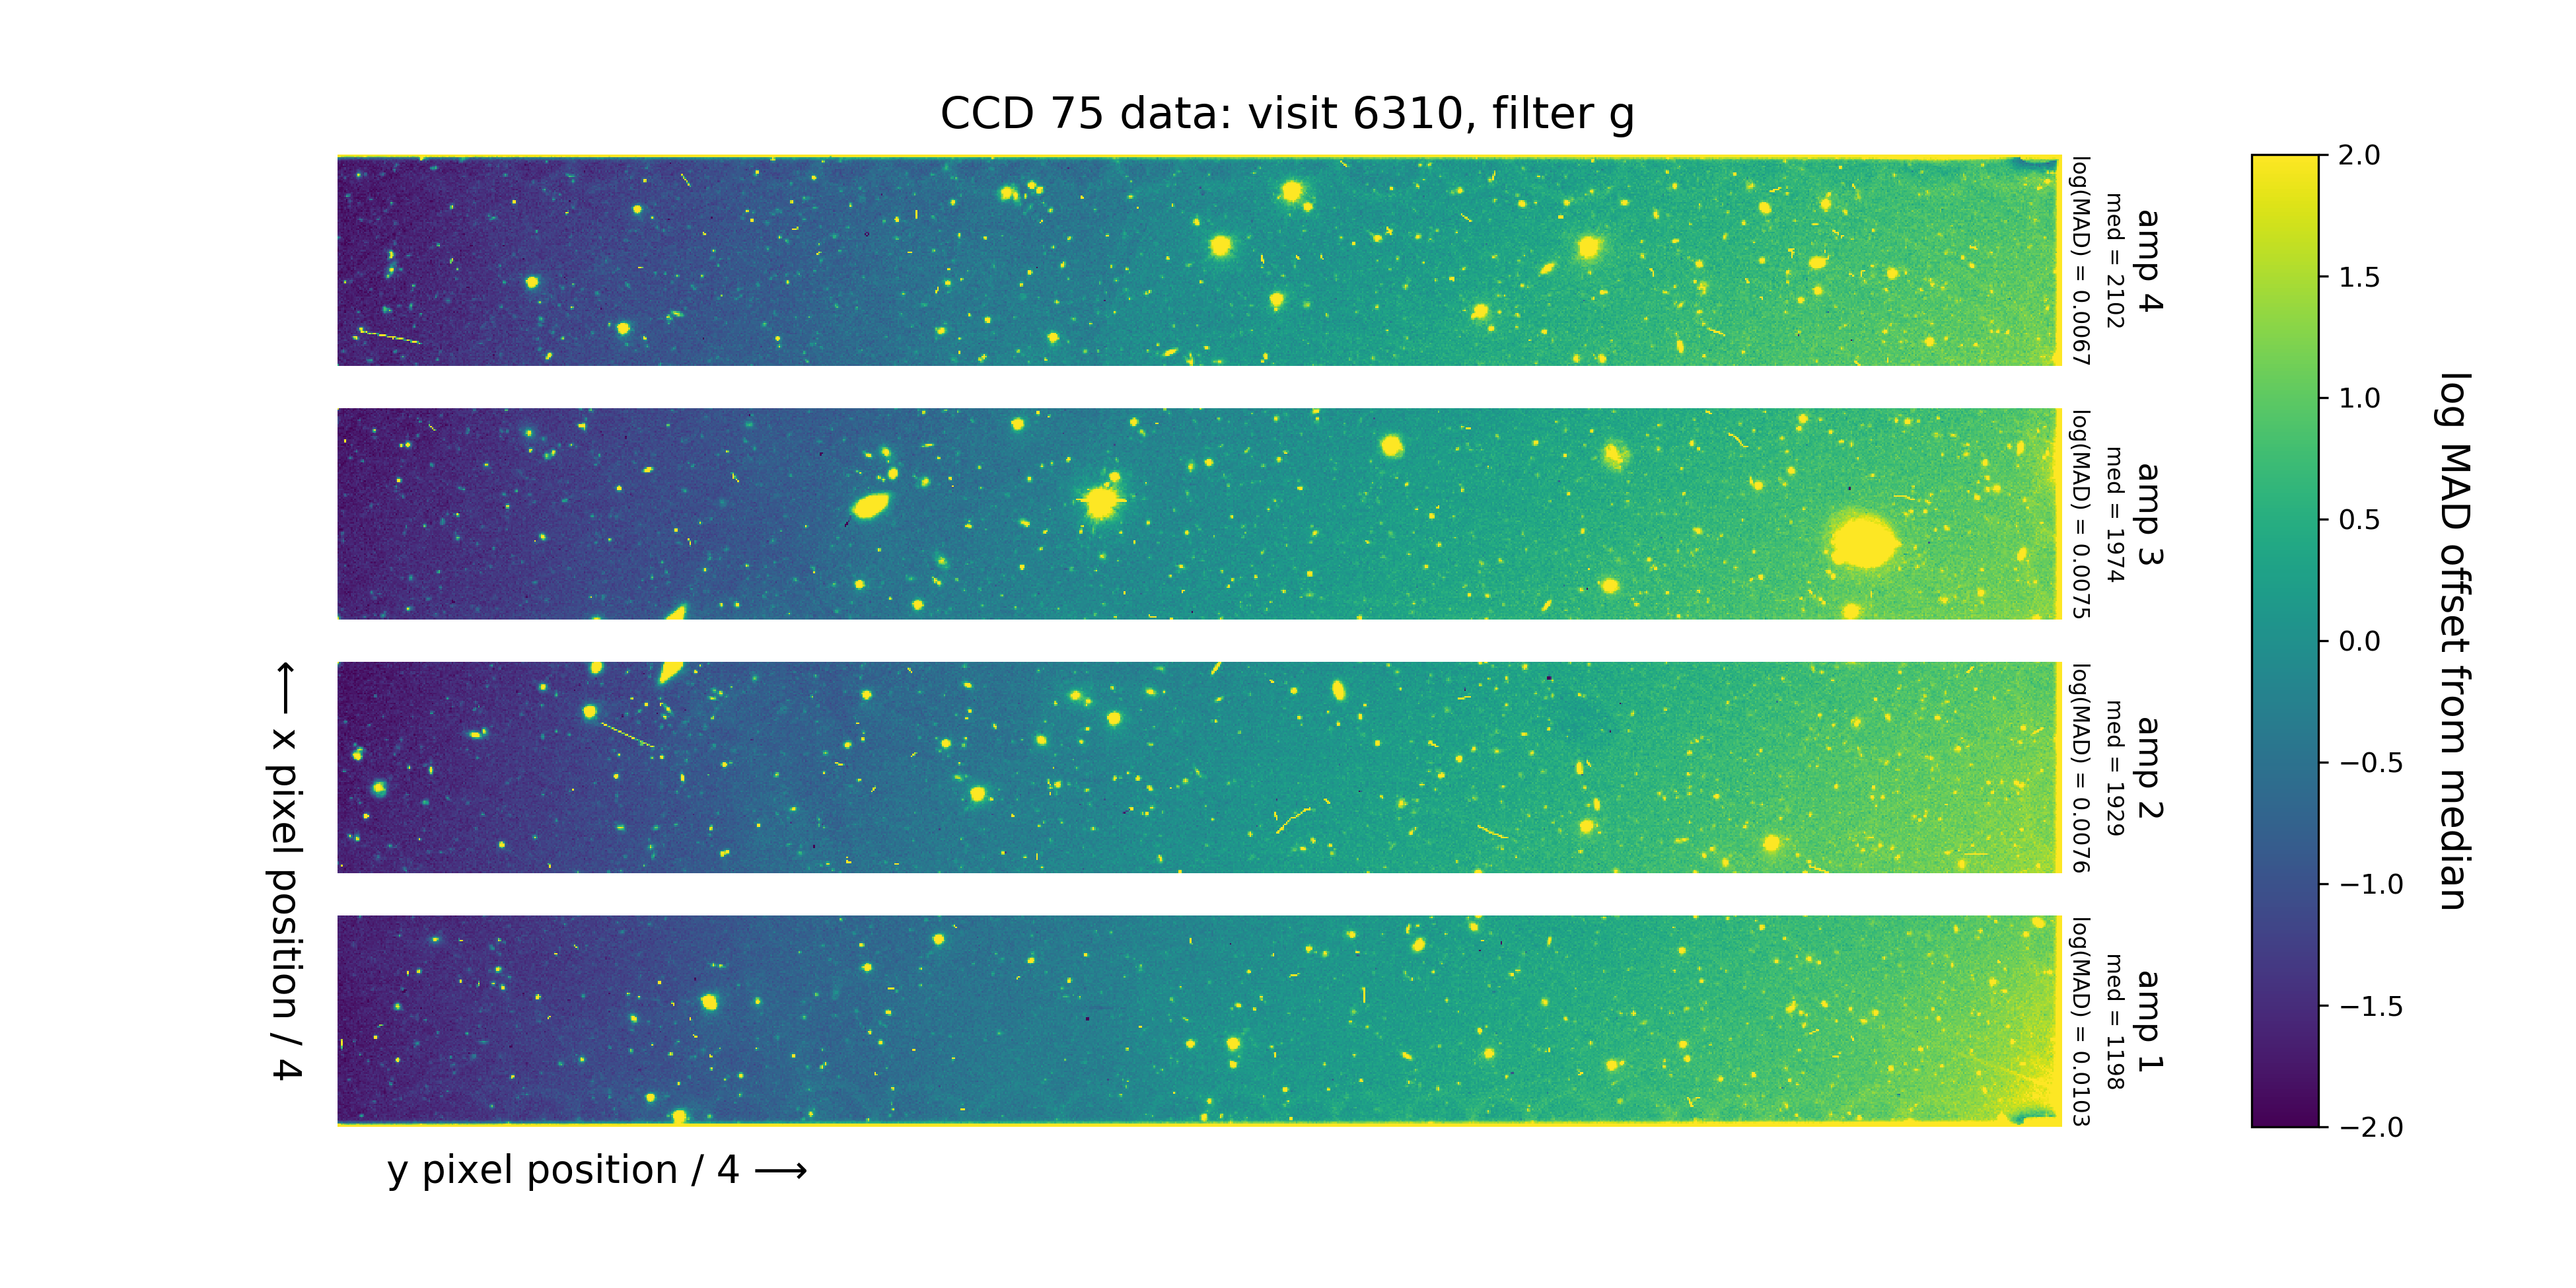 CCD 75 data: visit 6310, filter g
amp 4
med = 2102
log(MAD) = 0.0067
amp 3
med = 1974
log(MAD) = 0.0075
amp 2
med = 1929
log(MAD) = 0.0076
amp 1
med = 1198
log(MAD) = 0.0103
⟵ x pixel position / 4
y pixel position / 4 ⟶
2.0
1.5
1.0
0.5
0.0
−0.5
−1.0
−1.5
−2.0
log MAD offset from median